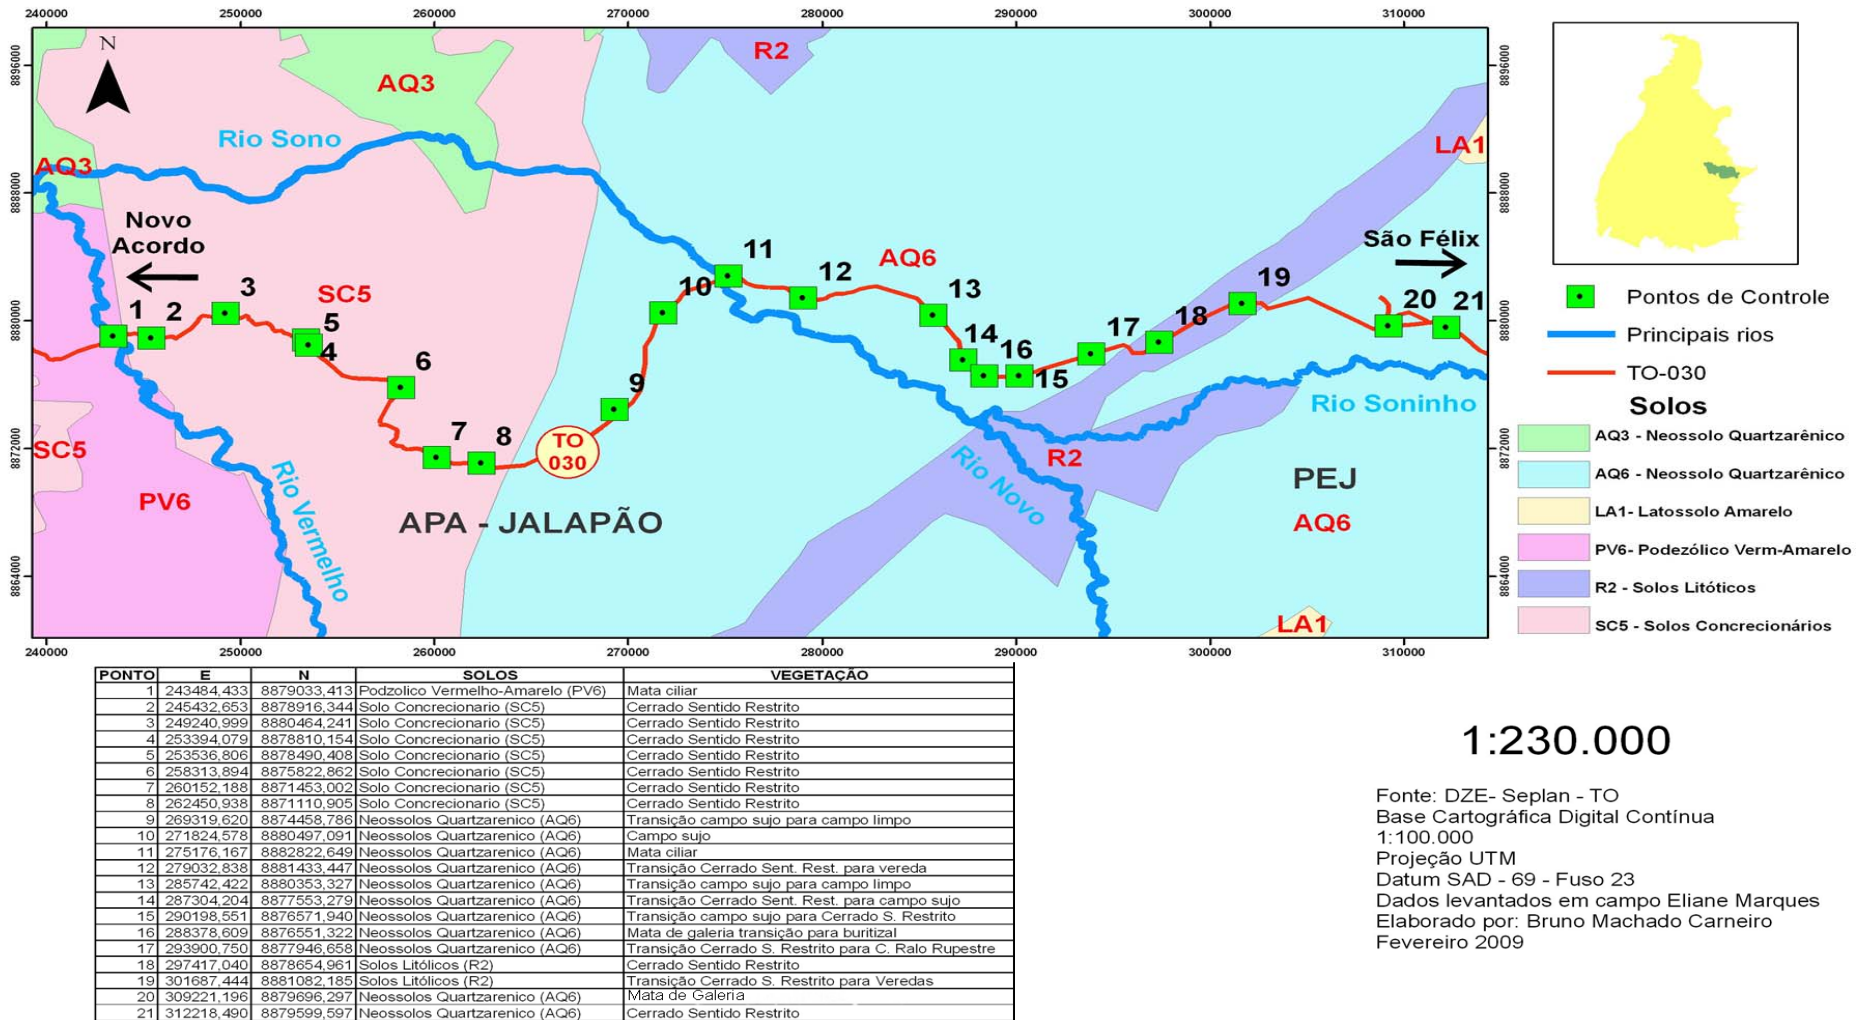 240000 250000 260000 270000 280000 290000 300000 310000
8896000 8888000 8880000 8872000 8864000
8896000 8888000 8880000 8872000 8864000
N
R2
AQ3
Rio Sono
AQ3
LA1
Novo
Acordo
São Félix
AQ6
SC5
1 2 3 5 4 6 7 8 9 10 11 12 13 14 16 15 17 18 19 20 21
TO
030
Rio Soninho
SC5
PV6
Rio Vermelho
Rio Novo
R2
PEJ
AQ6
APA - JALAPÃO
LA1
240000 250000 260000 270000 280000 290000 300000 310000
Pontos de Controle
Principais rios
TO-030
Solos
AQ3 - Neossolo Quartzarênico
AQ6 - Neossolo Quartzarênico
LA1- Latossolo Amarelo
PV6- Podezólico Verm-Amarelo
R2 - Solos Litóticos
SC5 - Solos Concrecionários
PONTO E N SOLOS VEGETAÇÃO
1 243484,433 8879033,413 Podzolico Vermelho-Amarelo (PV6) Mata ciliar
2 245432,653 8878916,344 Solo Concrecionario (SC5) Cerrado Sentido Restrito
3 249240,999 8880464,241 Solo Concrecionario (SC5) Cerrado Sentido Restrito
4 253394,079 8878810,154 Solo Concrecionario (SC5) Cerrado Sentido Restrito
5 253536,806 8878490,408 Solo Concrecionario (SC5) Cerrado Sentido Restrito
6 258313,894 8875822,862 Solo Concrecionario (SC5) Cerrado Sentido Restrito
7 260152,188 8871453,002 Solo Concrecionario (SC5) Cerrado Sentido Restrito
8 262450,938 8871110,905 Solo Concrecionario (SC5) Cerrado Sentido Restrito
9 269319,620 8874458,786 Neossolos Quartzarenico (AQ6) Transição campo sujo para campo limpo
10 271824,578 8880497,091 Neossolos Quartzarenico (AQ6) Campo sujo
11 275176,167 8882822,649 Neossolos Quartzarenico (AQ6) Mata ciliar
12 279032,838 8881433,447 Neossolos Quartzarenico (AQ6) Transição Cerrado Sent. Rest. para vereda
13 285742,422 8880353,327 Neossolos Quartzarenico (AQ6) Transição campo sujo para campo limpo
14 287304,204 8877553,279 Neossolos Quartzarenico (AQ6) Transição Cerrado Sent. Rest. para campo sujo
15 290198,551 8876571,940 Neossolos Quartzarenico (AQ6) Transição campo sujo para Cerrado S. Restrito
16 288378,609 8876551,322 Neossolos Quartzarenico (AQ6) Mata de galeria transição para buritizal
17 293900,750 8877946,658 Neossolos Quartzarenico (AQ6) Transição Cerrado S. Restrito para C. Ralo Rupestre
18 297417,040 8878654,961 Solos Litólicos (R2) Cerrado Sentido Restrito
19 301687,444 8881082,185 Solos Litólicos (R2) Transição Cerrado S. Restrito para Veredas
20 309221,196 8879696,297 Neossolos Quartzarenico (AQ6) Mata de Galeria
21 312218,490 8879599,597 Neossolos Quartzarenico (AQ6) Cerrado Sentido Restrito
1:230.000
Fonte: DZE- Seplan - TO
Base Cartográfica Digital Contínua
1:100.000
Projeção UTM
Datum SAD - 69 - Fuso 23
Dados levantados em campo Eliane Marques
Elaborado por: Bruno Machado Carneiro
Fevereiro 2009